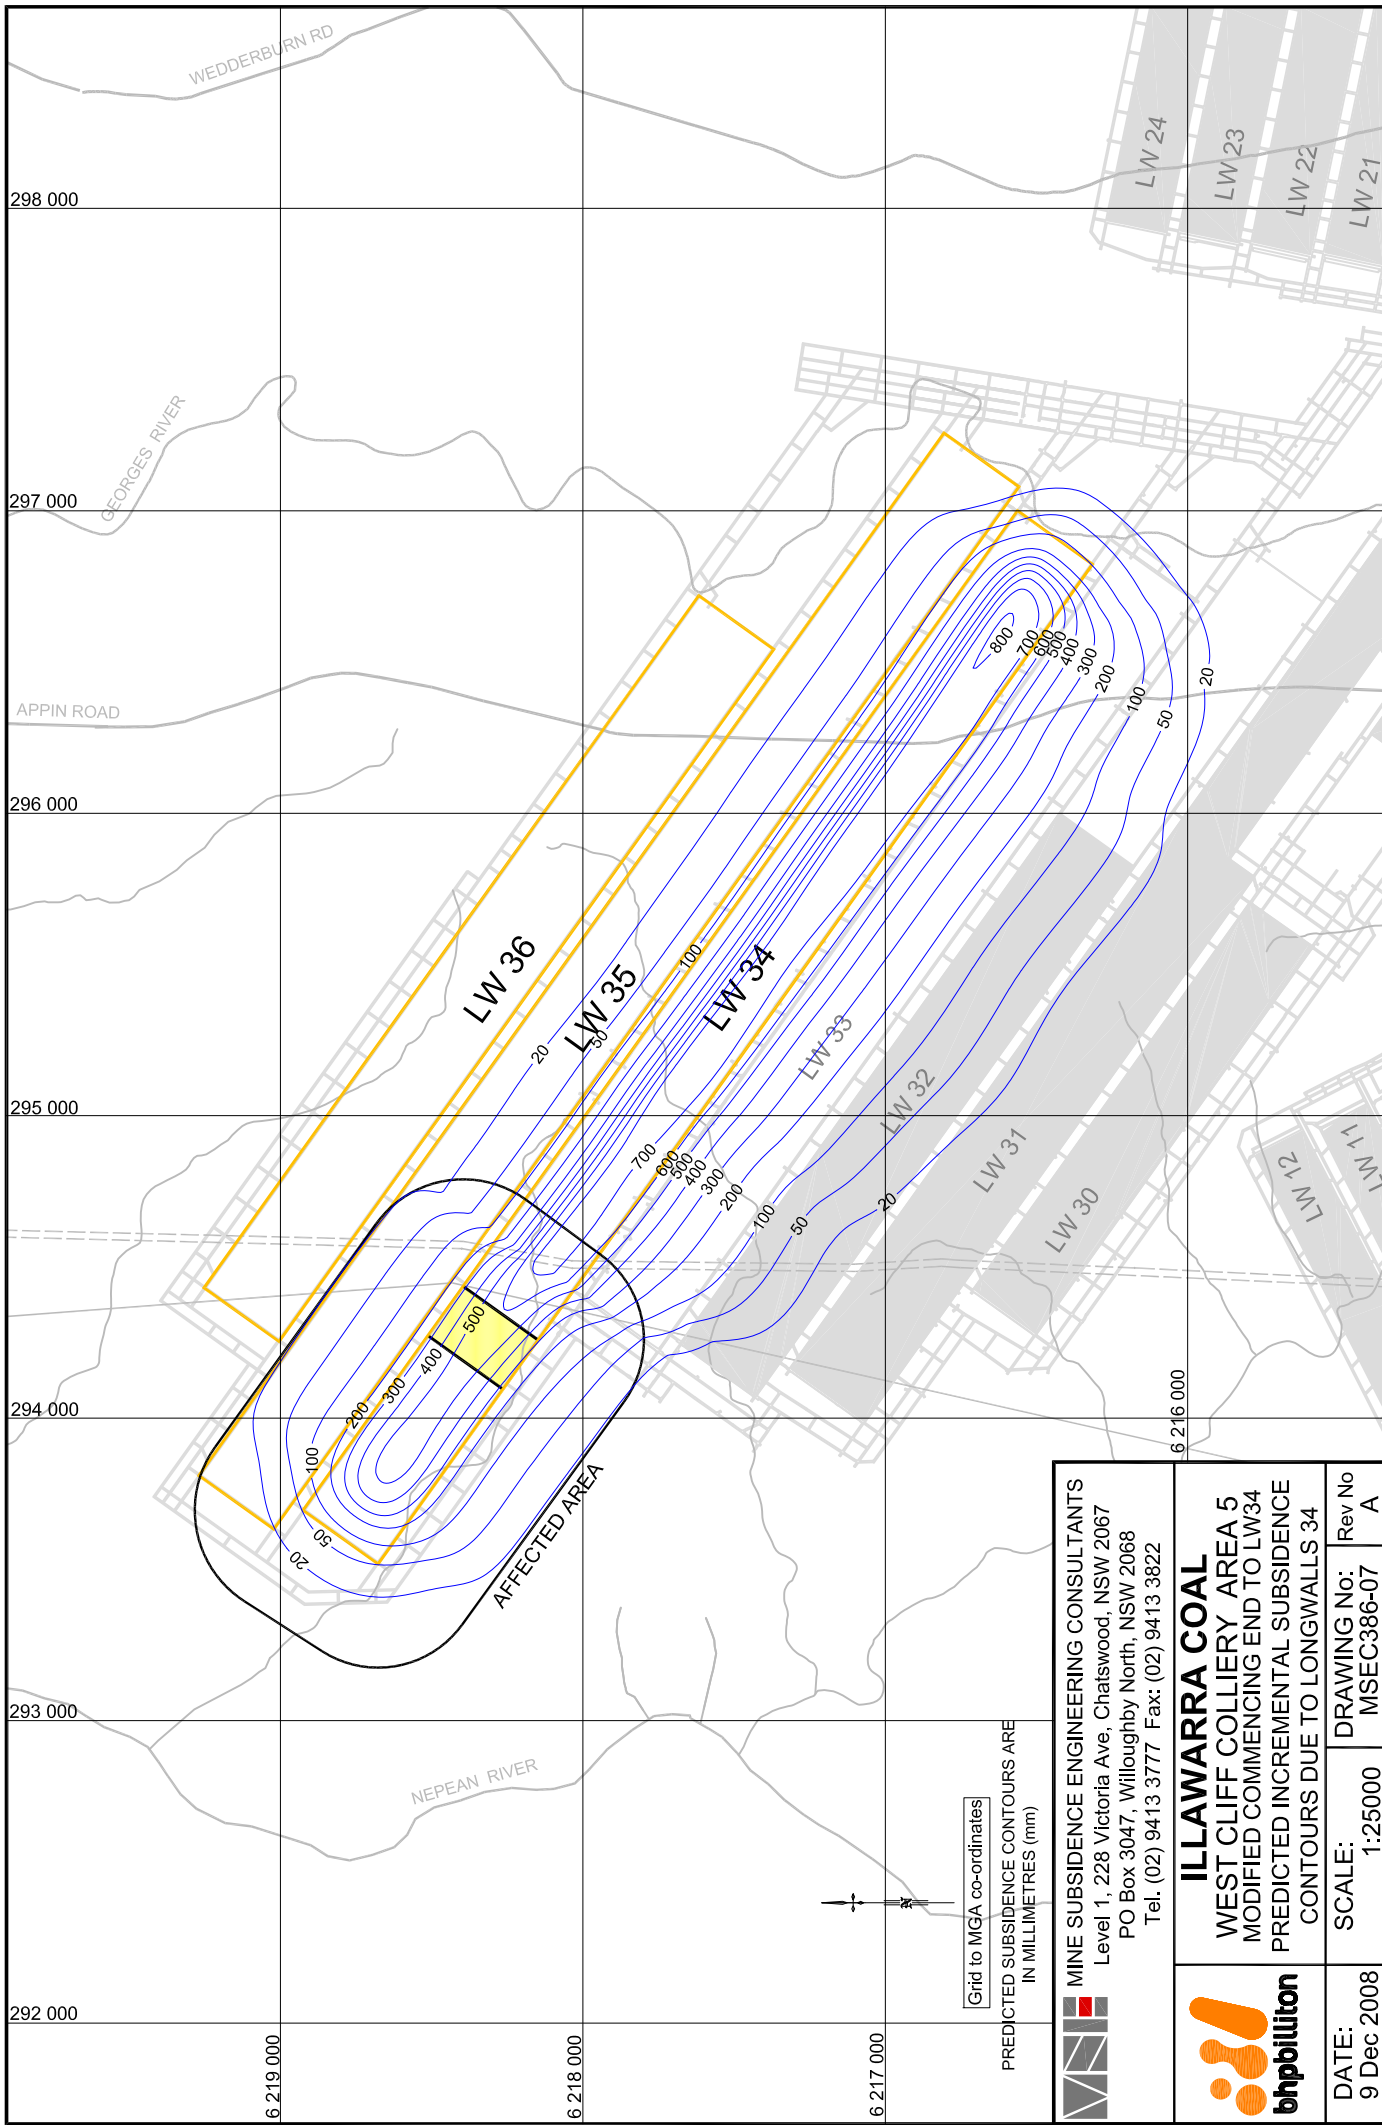 WEDDERBURN RD
298 000
LW 24
LW 23
LW 22
LW 21
GEORGES RIVER
297 000
APPIN ROAD
296 000
295 000
294 000
293 000
292 000
6 219 000
6 218 000
6 217 000
6 216 000
LW 36
LW 35
LW 34
LW 33
LW 32
LW 31
LW 30
LW 12
LW 11
800
700
600
500
400
300
200
100
50
20
100
20
50
700
600
500
400
300
200
100
50
20
500
400
300
200
100
50
20
AFFECTED AREA
NEPEAN RIVER
N
Grid to MGA co-ordinates
PREDICTED SUBSIDENCE CONTOURS ARE
IN MILLIMETRES (mm)
MINE SUBSIDENCE ENGINEERING CONSULTANTS
Level 1, 228 Victoria Ave, Chatswood, NSW 2067
PO Box 3047, Willoughby North, NSW 2068
Tel. (02) 9413 3777 Fax: (02) 9413 3822
bhpbilliton
ILLAWARRA COAL
WEST CLIFF COLLIERY AREA 5
MODIFIED COMMENCING END TO LW34
PREDICTED INCREMENTAL SUBSIDENCE
CONTOURS DUE TO LONGWALLS 34
DATE:
9 Dec 2008
SCALE:
1:25000
DRAWING No:
MSEC386-07
Rev No
A